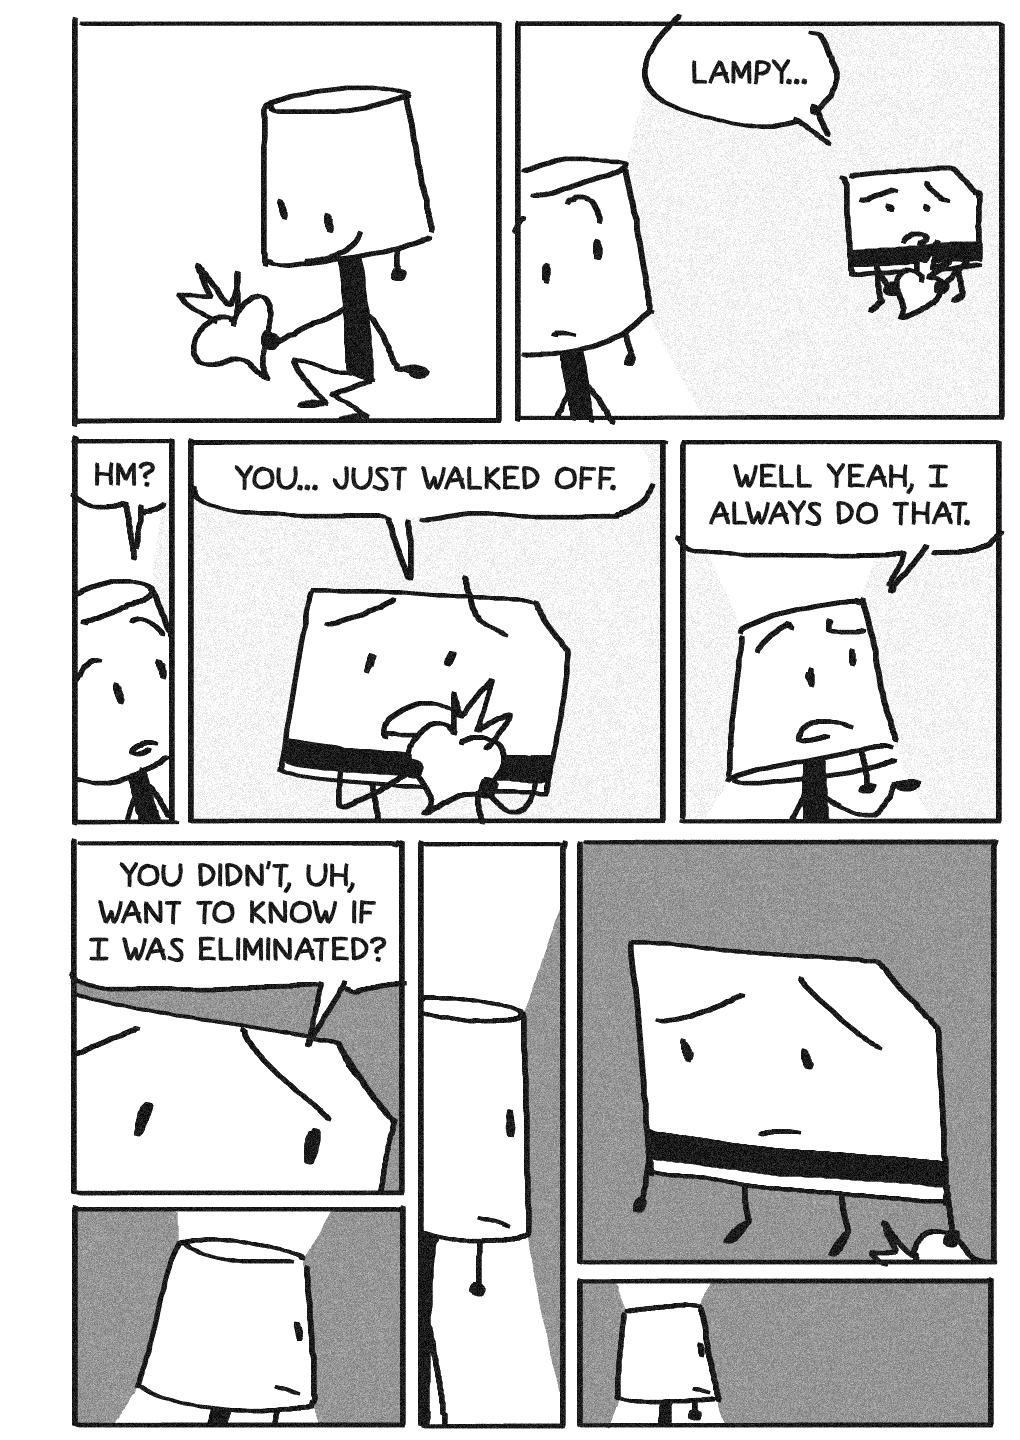 LAMPY...
HM?
YOU... JUST WALKED OFF.
WELL YEAH, I
ALWAYS DO THAT.
YOU DIDN'T, UH,
WANT TO KNOW IF
I WAS ELIMINATED?